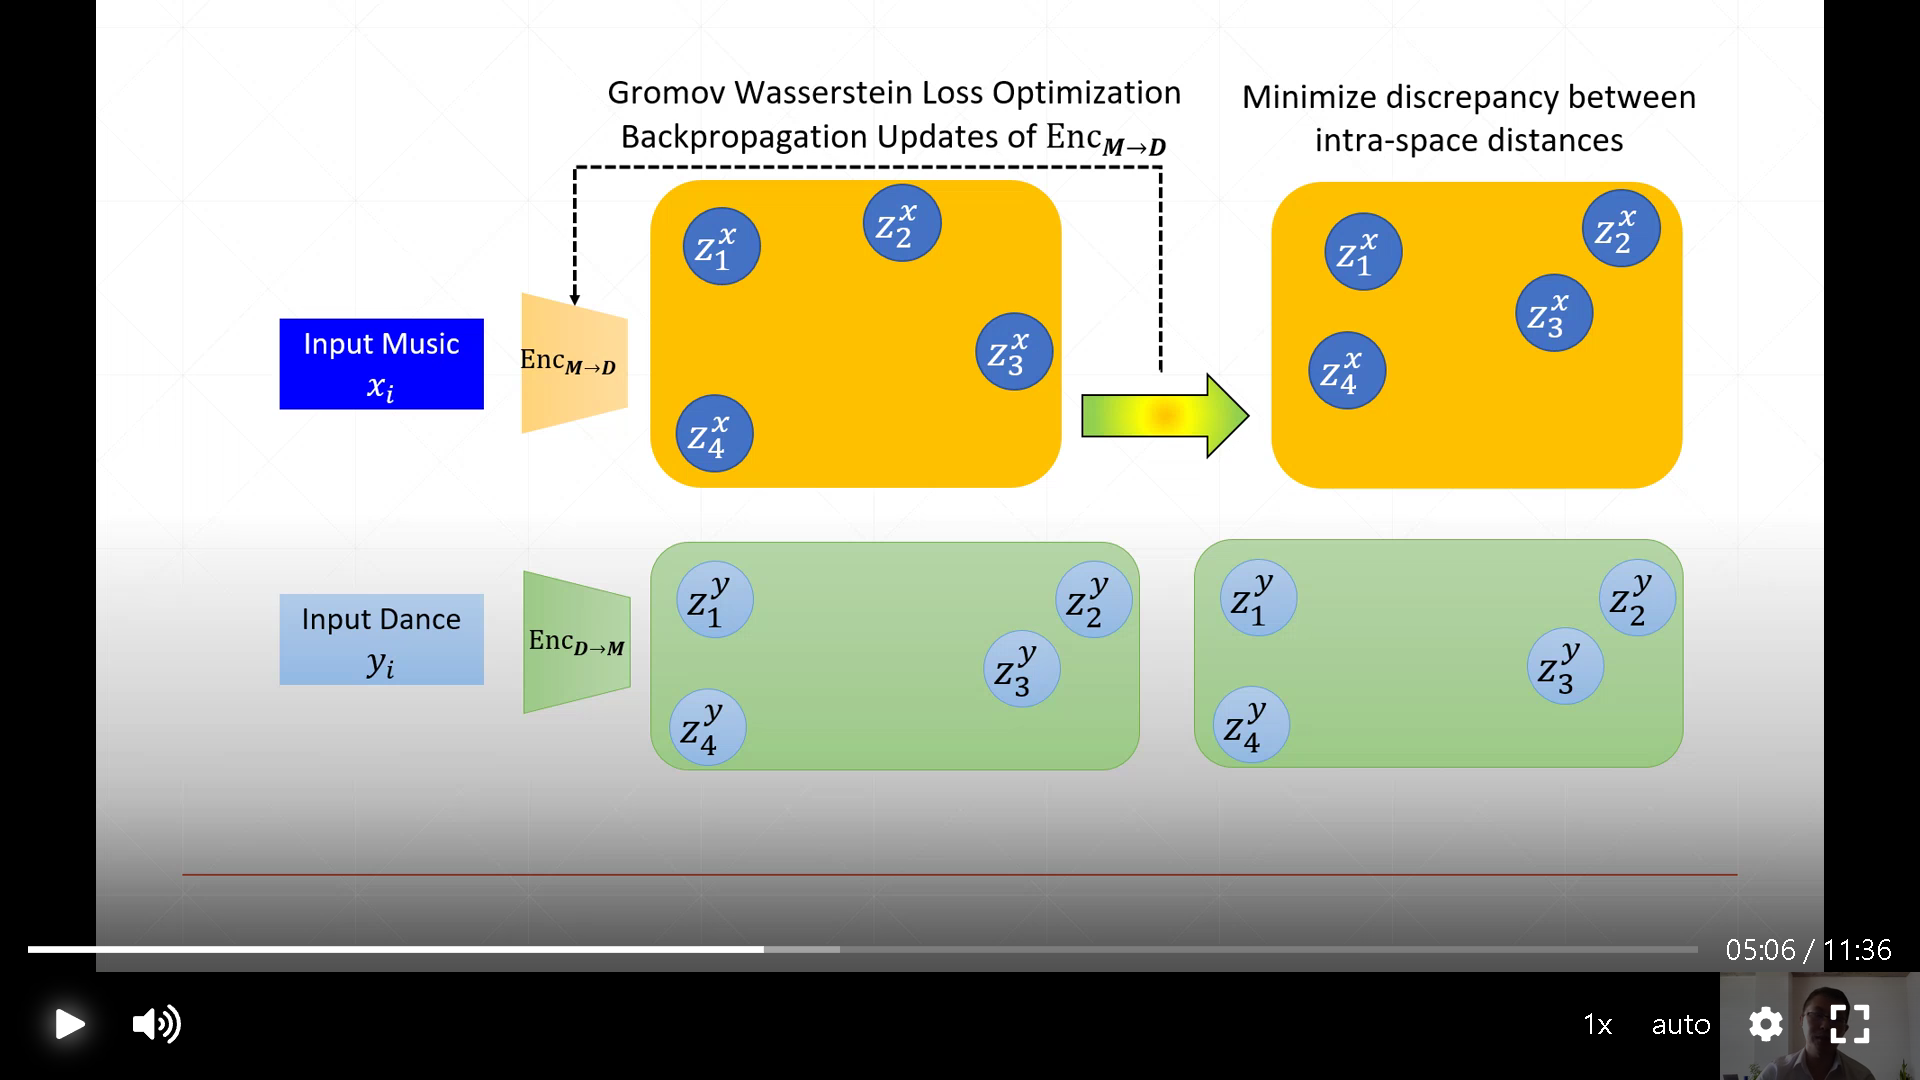 Gromov Wasserstein Loss Optimization
Backpropagation Updates of Enc_{M→D}
Minimize discrepancy between
intra-space distances
z_1^x
z_2^x
z_3^x
z_4^x
z_1^x
z_2^x
z_3^x
z_4^x
Input Music
x_i
Enc_{M→D}
Input Dance
y_i
Enc_{D→M}
z_1^y
z_2^y
z_3^y
z_4^y
z_1^y
z_2^y
z_3^y
z_4^y
05:06 / 11:36
1x
auto